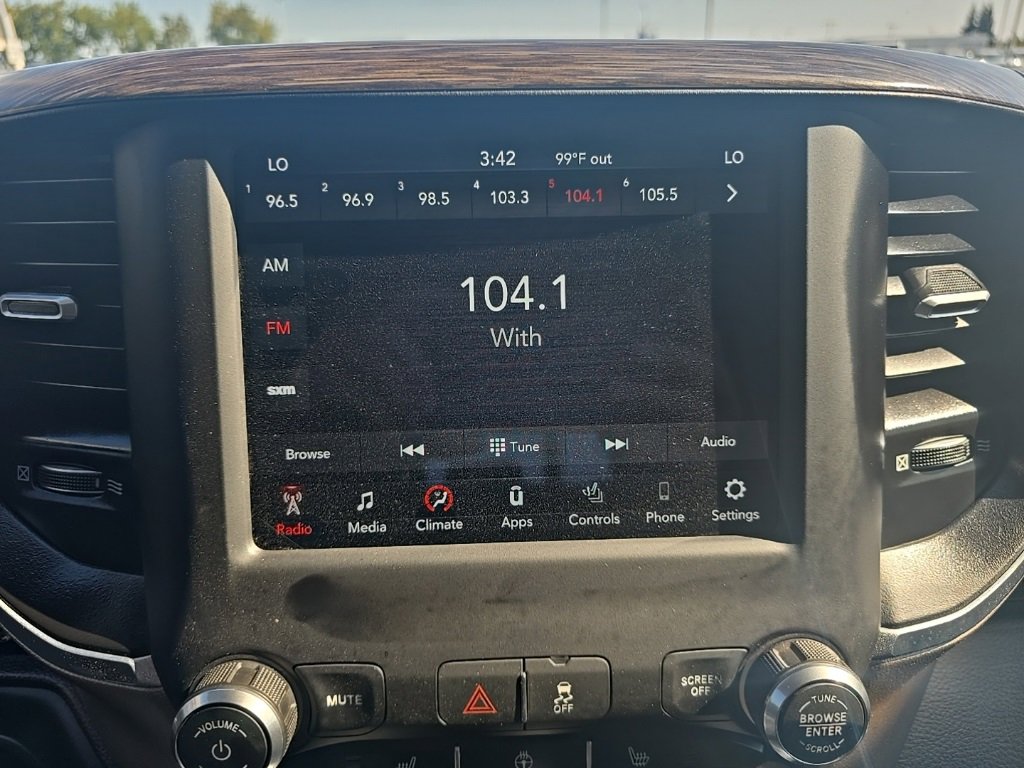 LO 3:42 99°F out LO
1 96.5 2 96.9 3 98.5 4 103.3 5 104.1 6 105.5
AM
104.1
FM
With
sxm
Browse Tune Audio
Radio Media Climate Apps Controls Phone Settings
MUTE OFF SCREEN OFF
VOLUME
TUNE
BROWSE
ENTER
SCROLL